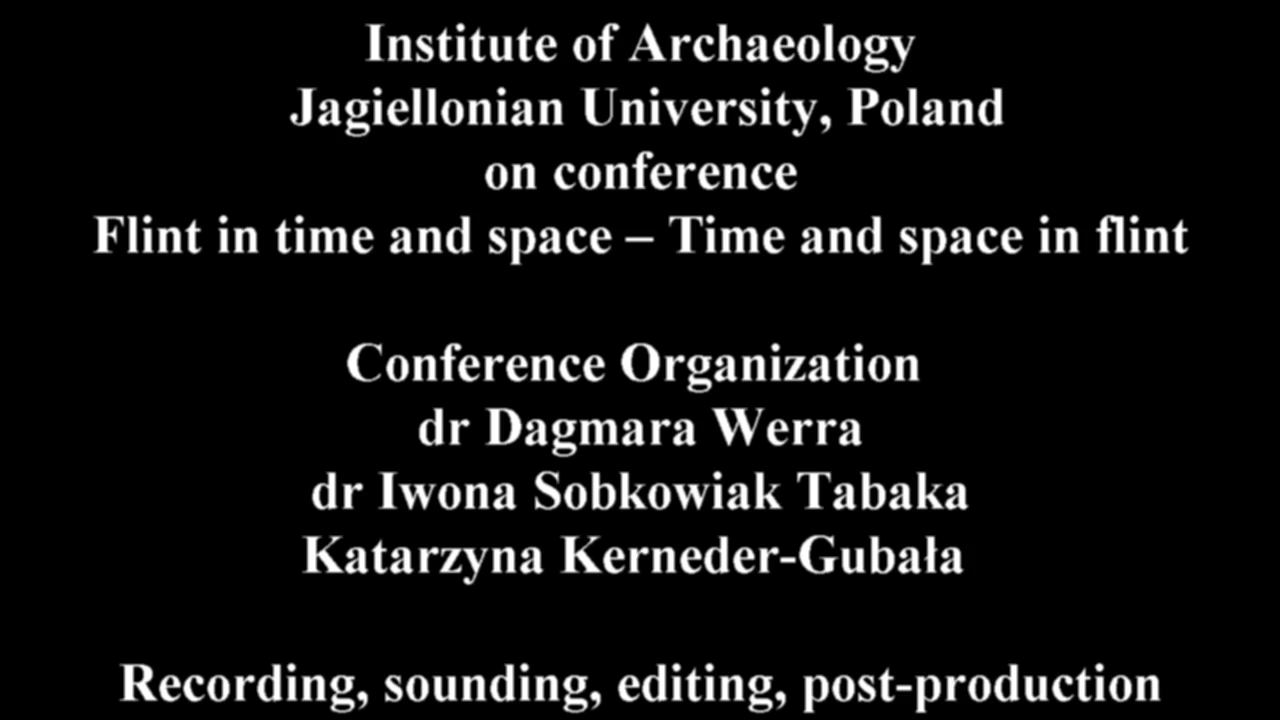 Institute of Archaeology
Jagiellonian University, Poland
on conference
Flint in time and space – Time and space in flint
Conference Organization
dr Dagmara Werra
dr Iwona Sobkowiak Tabaka
Katarzyna Kerneder-Gubała
Recording, sounding, editing, post-production